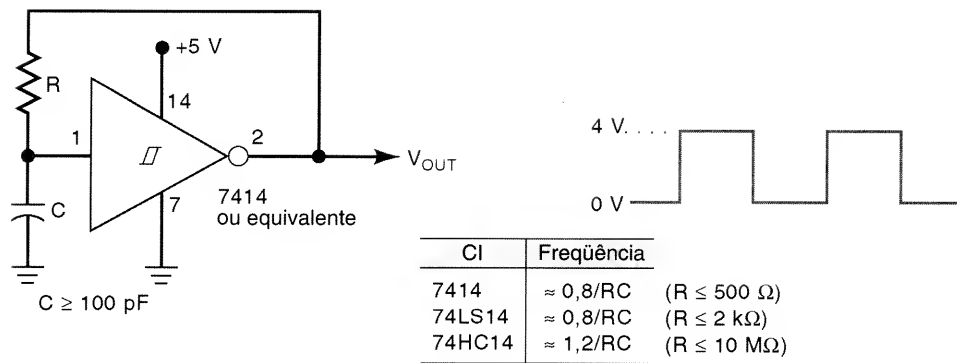 +5 V
R
14
1
2
V_OUT
C
7
7414
ou equivalente
C ≥ 100 pF
4 V....
0 V
CI Freqüência
7414 ≈ 0,8/RC (R ≤ 500 Ω)
74LS14 ≈ 0,8/RC (R ≤ 2 kΩ)
74HC14 ≈ 1,2/RC (R ≤ 10 MΩ)